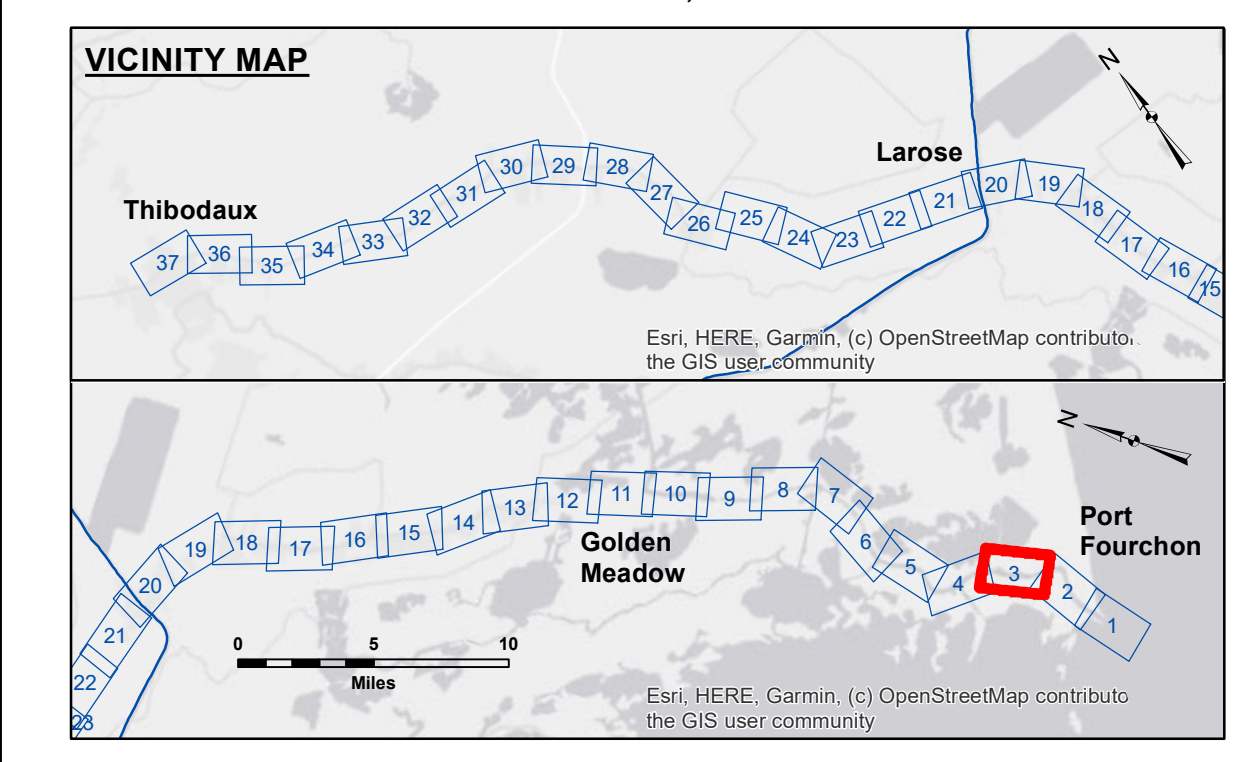 VICINITY MAP
N
Larose
Thibodaux
37 36 35 34 33 32 31 30 29 28 27 26 25 24 23 22 21 20 19 18 17 16 15
Esri, HERE, Garmin, (c) OpenStreetMap
the GIS user community
N
Port
Fourchon
Golden
Meadow
23 22 21 20 19 18 17 16 15 14 13 12 11 10 9 8 7 6 5 4 3 2 1
0 5 10
Miles
Esri, HERE, Garmin, (c) OpenStreetMap
the GIS user community